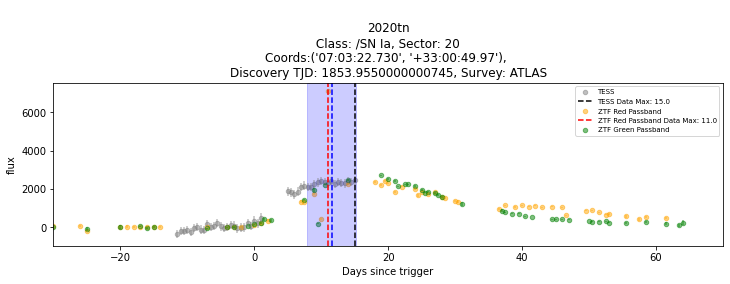 2020tn
Class: /SN Ia, Sector: 20
Coords:('07:03:22.730', '+33:00:49.97'),
Discovery TJD: 1853.9550000000745, Survey: ATLAS
TESS
TESS Data Max: 15.0
ZTF Red Passband
ZTF Red Passband Data Max: 11.0
ZTF Green Passband
6000
4000
2000
0
flux
−20
0
20
40
60
Days since trigger